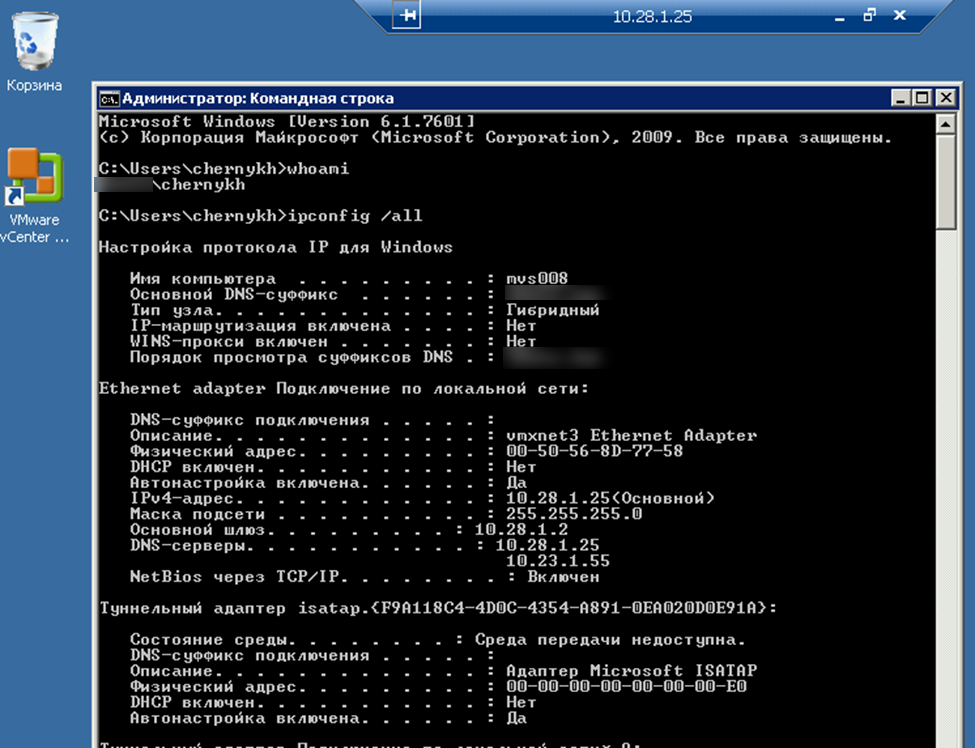 10.28.1.25
Корзина
VMware
vCenter ...
Администратор: Командная строка
Microsoft Windows [Version 6.1.7601]
(c) Корпорация Майкрософт (Microsoft Corporation), 2009. Все права защищены.
C:\Users\chernykh>whoami
\chernykh
C:\Users\chernykh>ipconfig /all
Настройка протокола IP для Windows
Имя компьютера . . . . . . . . . : mvs008
Основной DNS-суффикс . . . . . . :
Тип узла. . . . . . . . . . . . . : Гибридный
IP-маршрутизация включена . . . . : Нет
WINS-прокси включен . . . . . . . : Нет
Порядок просмотра суффиксов DNS . :
Ethernet adapter Подключение по локальной сети:
DNS-суффикс подключения . . . . . :
Описание. . . . . . . . . . . . . : vmxnet3 Ethernet Adapter
Физический адрес. . . . . . . . . : 00-50-56-8D-77-58
DHCP включен. . . . . . . . . . . : Нет
Автонастройка включена. . . . . . : Да
IPv4-адрес. . . . . . . . . . . . : 10.28.1.25(Основной)
Маска подсети . . . . . . . . . . : 255.255.255.0
Основной шлюз. . . . . . . . . : 10.28.1.2
DNS-серверы. . . . . . . . . . . : 10.28.1.25
10.23.1.55
NetBios через TCP/IP. . . . . . . . : Включен
Туннельный адаптер isatap.{F9A118C4-4D0C-4354-A891-0EA020D0E91A}:
Состояние среды. . . . . . . . : Среда передачи недоступна.
DNS-суффикс подключения . . . . . :
Описание. . . . . . . . . . . . . : Адаптер Microsoft ISATAP
Физический адрес. . . . . . . . . : 00-00-00-00-00-00-00-E0
DHCP включен. . . . . . . . . . . : Нет
Автонастройка включена. . . . . . : Да